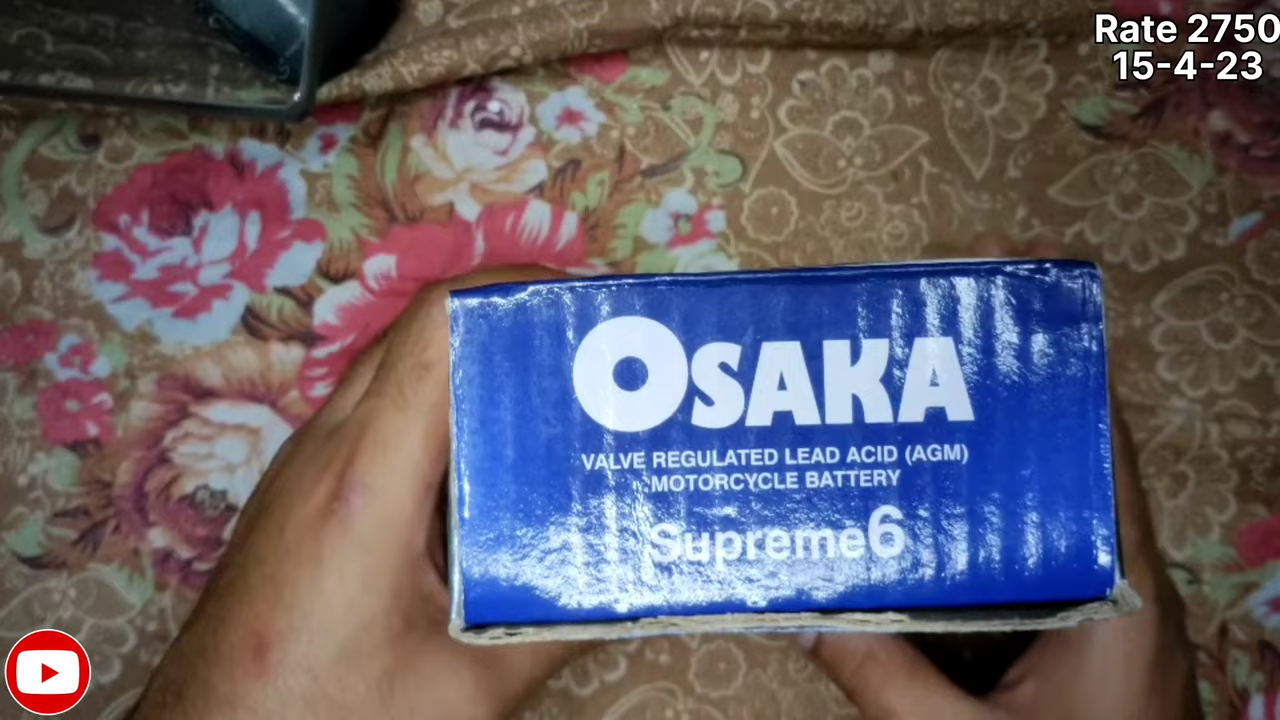 Rate 2750
15-4-23
OSAKA
VALVE REGULATED LEAD ACID (AGM)
MOTORCYCLE BATTERY
Supreme6